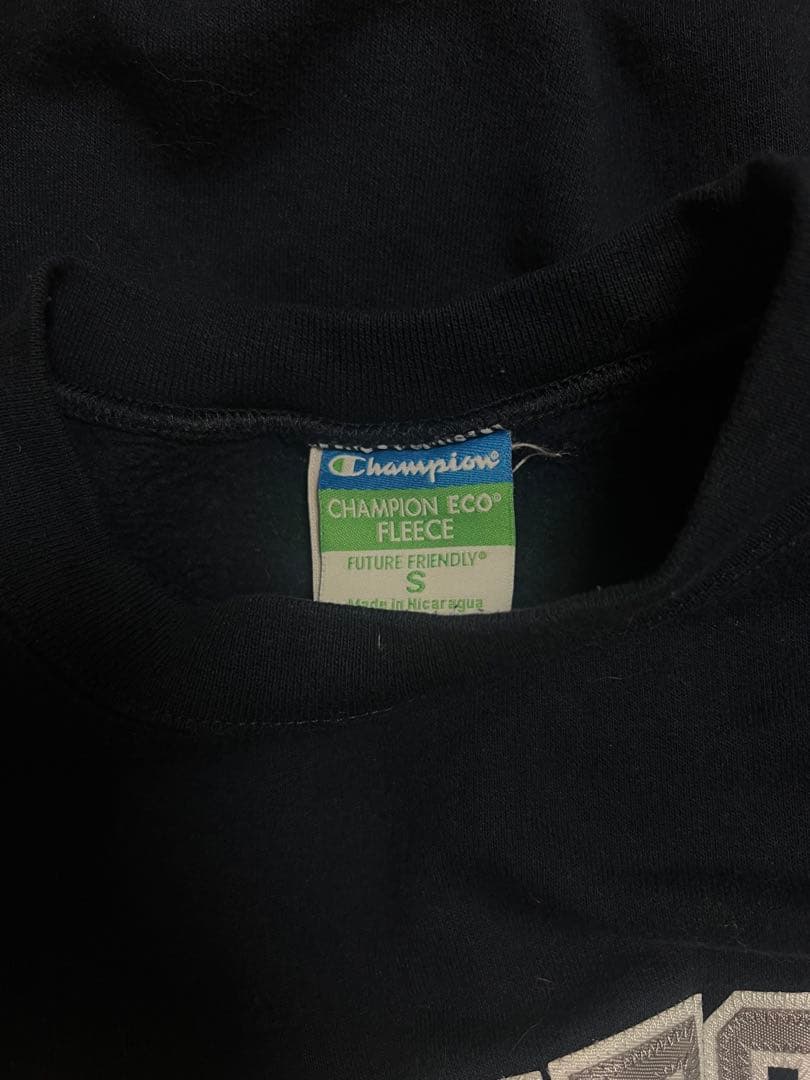 Champion®
CHAMPION ECO®
FLEECE
FUTURE FRIENDLY®
S
Made in Nicaragua